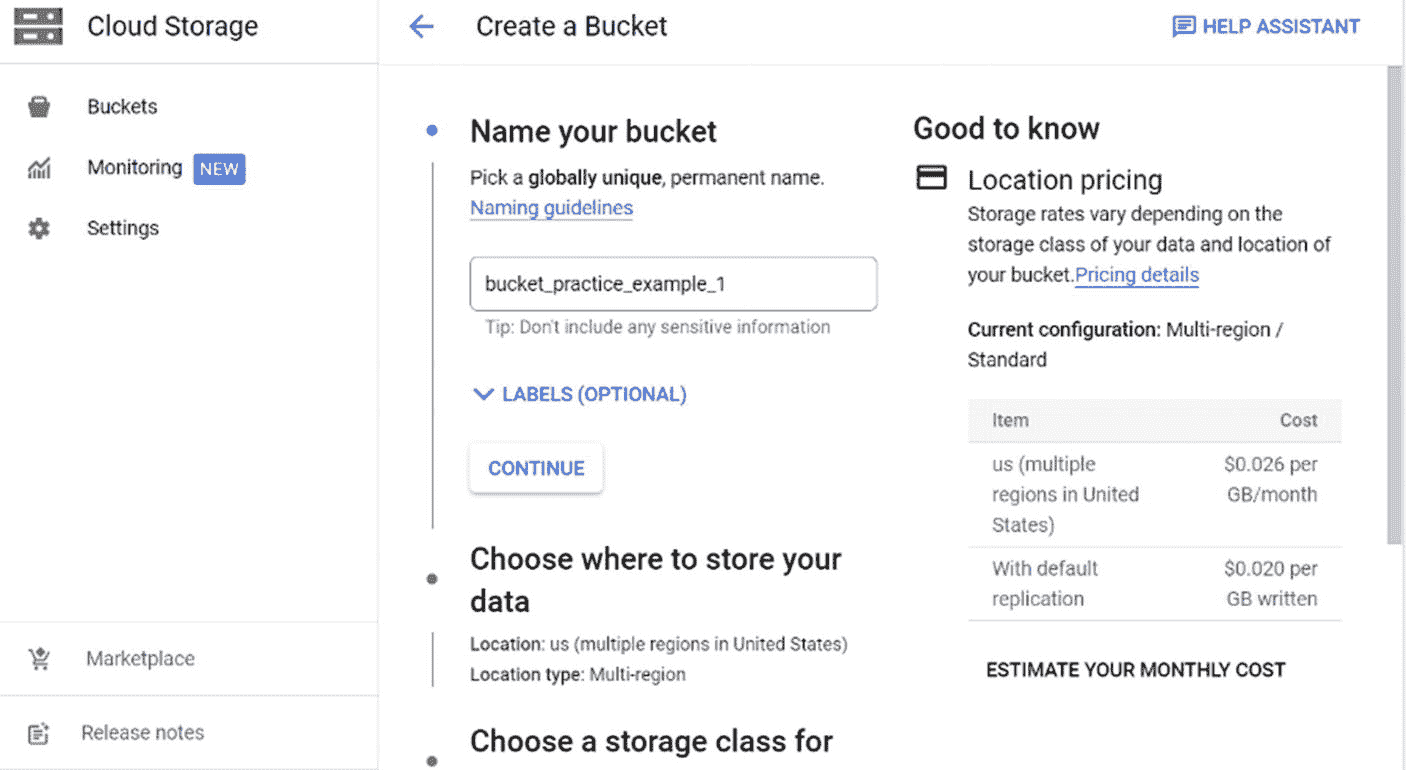 Cloud Storage
Buckets
Monitoring NEW
Settings
Marketplace
Release notes
Create a Bucket
HELP ASSISTANT
Name your bucket
Pick a globally unique, permanent name.
Naming guidelines
bucket_practice_example_1
Tip: Don't include any sensitive information
LABELS (OPTIONAL)
CONTINUE
Choose where to store your
data
Location: us (multiple regions in United States)
Location type: Multi-region
Choose a storage class for
Good to know
Location pricing
Storage rates vary depending on the
storage class of your data and location of
your bucket.Pricing details
Current configuration: Multi-region /
Standard
Item Cost
us (multiple $0.026 per
regions in United GB/month
States)
With default $0.020 per
replication GB written
ESTIMATE YOUR MONTHLY COST